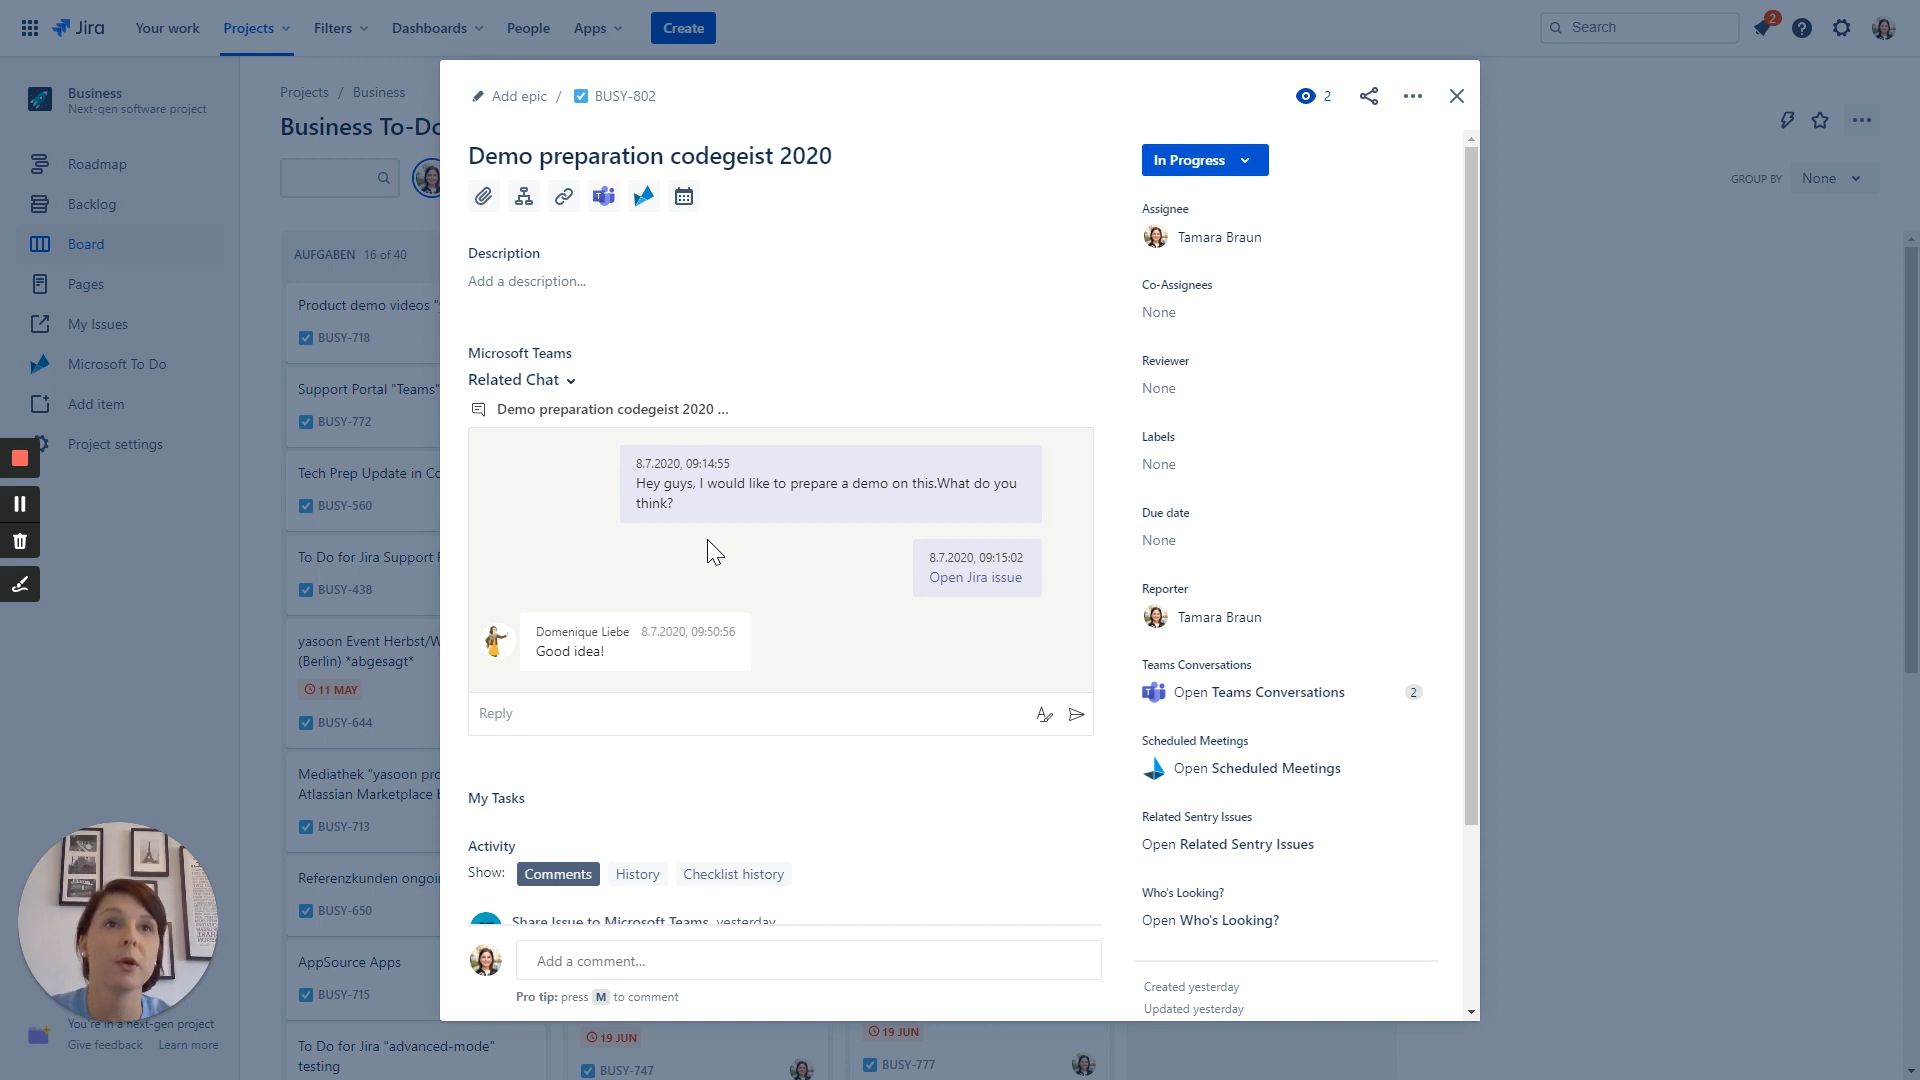 Jira
Your work
Projects
Filters
Dashboards
People
Apps
Create
Search
2
Business
Next-gen software project
Roadmap
Backlog
Board
Pages
My Issues
Microsoft To Do
Add item
Project settings
You're in a next-gen project
Give feedback
Learn more
Projects / Business
Business To-Do
GROUP BY
None
AUFGABEN 16 of 40
Product demo videos
BUSY-718
Support Portal "Teams"
BUSY-772
Tech Prep Update in
BUSY-560
To Do for Jira Support
BUSY-438
yasoon Event Herbst/W
(Berlin) *abgesagt*
11 MAY
BUSY-644
Mediathek "yasoon pro
Atlassian Marketplace
BUSY-713
Referenzkunden ongoin
BUSY-650
AppSource Apps
BUSY-715
To Do for Jira "advanced-mode"
testing
19 JUN
BUSY-747
19 JUN
BUSY-777
Add epic / BUSY-802
2
Demo preparation codegeist 2020
Description
Add a description...
Microsoft Teams
Related Chat
Demo preparation codegeist 2020 ...
8.7.2020, 09:14:55
Hey guys, I would like to prepare a demo on this.What do you
think?
8.7.2020, 09:15:02
Open Jira issue
Domenique Liebe 8.7.2020, 09:50:56
Good idea!
Reply
My Tasks
Activity
Show:
Comments
History
Checklist history
Share Issue to Microsoft Teams yesterday
Add a comment...
Pro tip: press M to comment
In Progress
Assignee
Tamara Braun
Co-Assignees
None
Reviewer
None
Labels
None
Due date
None
Reporter
Tamara Braun
Teams Conversations
Open Teams Conversations 2
Scheduled Meetings
Open Scheduled Meetings
Related Sentry Issues
Open Related Sentry Issues
Who's Looking?
Open Who's Looking?
Created yesterday
Updated yesterday